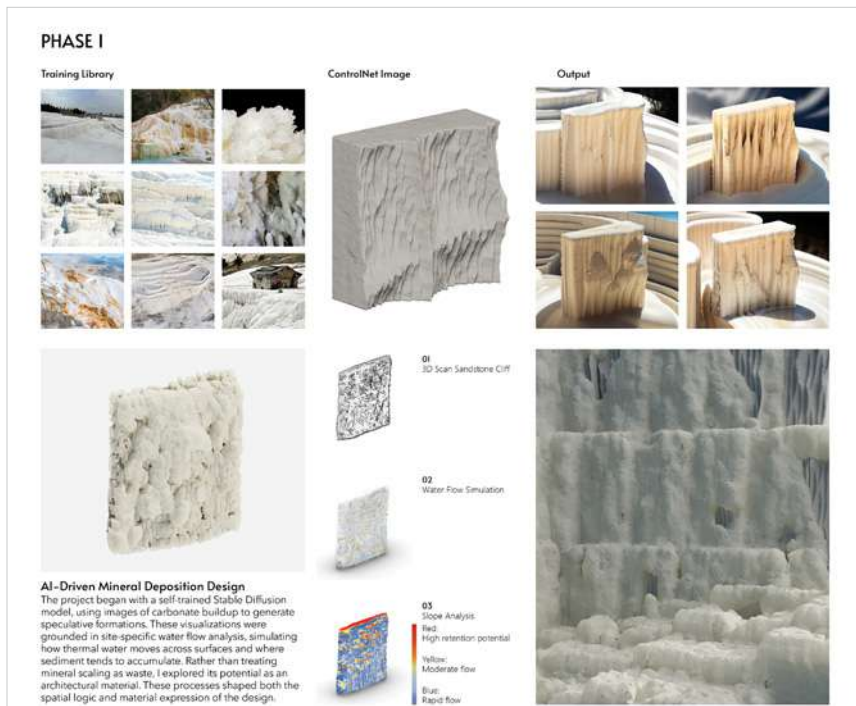 PHASE I
Training Library
ControlNet Image
Output
01
3D Scan Sandstone Cliff
02
Water Flow Simulation
03
Slope Analysis
Red:
High retention potential
Yellow:
Moderate flow
Blue:
Rapid flow
AI-Driven Mineral Deposition Design
The project began with a self-trained Stable Diffusion
model, using images of carbonate buildup to generate
speculative formations. These visualizations were
grounded in site-specific water flow analysis, simulating
how thermal water moves across surfaces and where
sediment tends to accumulate. Rather than treating
mineral scaling as waste, I explored its potential as an
architectural material. These processes shaped both the
spatial logic and material expression of the design.